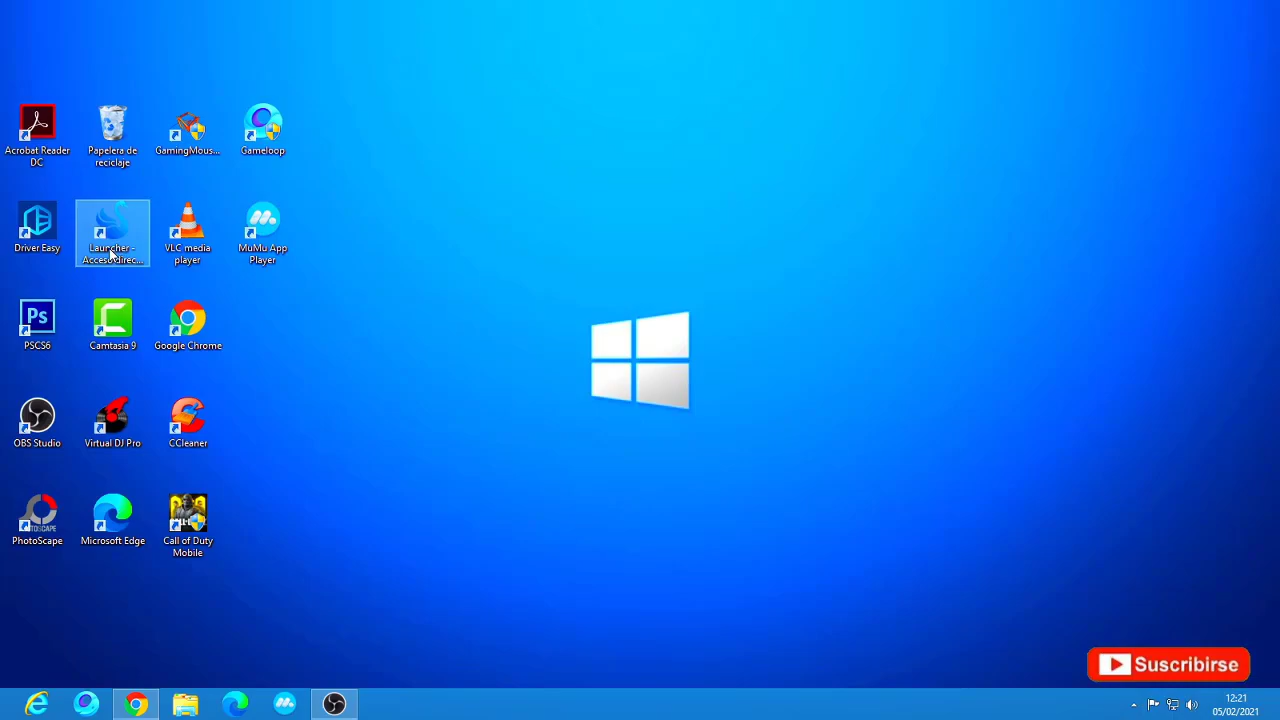 Acrobat Reader
DC
Papelera de
reciclaje
GamingMous...
Gameloop
Driver Easy
Launcher -
Acceso direc...
VLC media
player
MuMu App
Player
Ps
PSCS6
Camtasia 9
Google Chrome
OBS Studio
Virtual DJ Pro
CCleaner
PhotoScape
Microsoft Edge
Call of Duty
Mobile
Suscribirse
12:21
05/02/2021